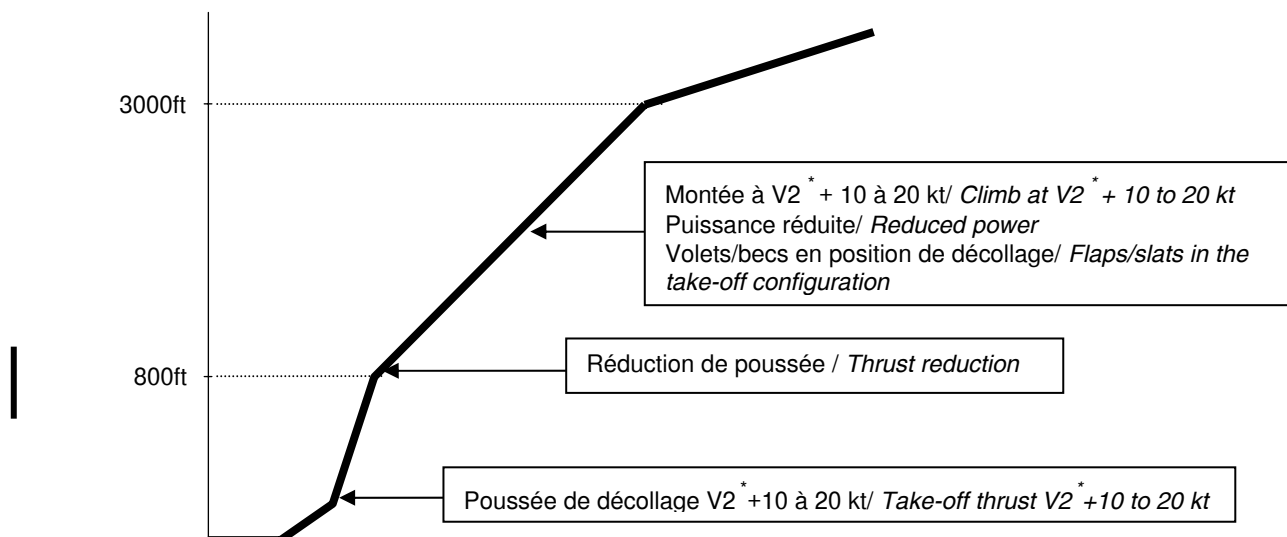 3000ft
Montée à V2 * + 10 à 20 kt/ Climb at V2 * + 10 to 20 kt
Puissance réduite/ Reduced power
Volets/becs en position de décollage/ Flaps/slats in the
take-off configuration
800ft
Réduction de poussée / Thrust reduction
Poussée de décollage V2 *+10 à 20 kt/ Take-off thrust V2 *+10 to 20 kt